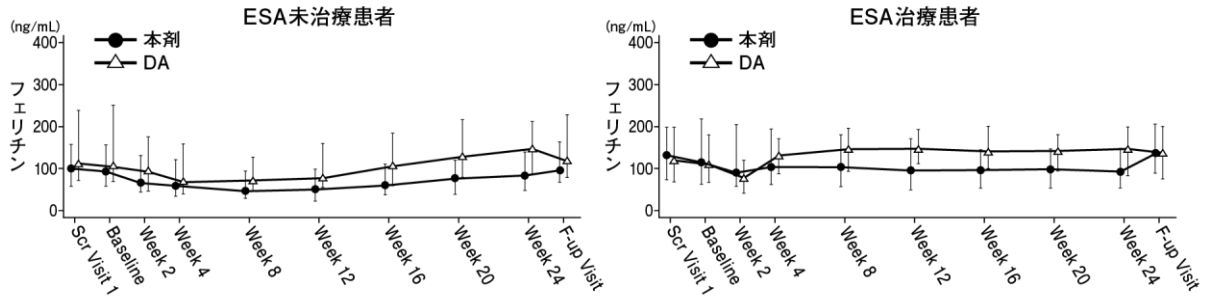 ESA未治療患者
(ng/mL)
400
300
200
100
0
フェリチン
本剤
DA
Scr Visit 1
Baseline
Week 2
Week 4
Week 8
Week 12
Week 16
Week 20
Week 24
F-up Visit
ESA治療患者
(ng/mL)
400
300
200
100
0
フェリチン
本剤
DA
Scr Visit 1
Baseline
Week 2
Week 4
Week 8
Week 12
Week 16
Week 20
Week 24
F-up Visit